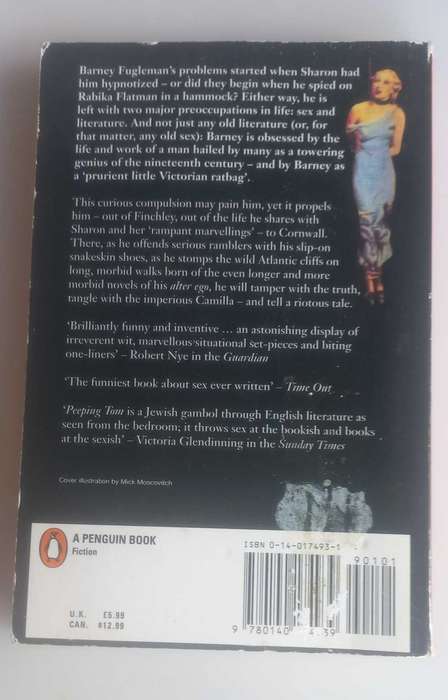 Barney Fugleman's problems started when Sharon had
him hypnotized – or did they begin when he spied on
Rabika Flatman in a hammock? Either way, he is
left with two major preoccupations in life: sex and
literature. And not just any old literature (or, for
that matter, any old sex): Barney is obsessed by the
life and work of a man hailed by many as a towering
genius of the nineteenth century – and by Barney as
a 'prurient little Victorian ratbag'.
This curious compulsion may pain him, yet it propels
him – out of Finchley, out of the life he shares with
Sharon and her 'rampant marvellings' – to Cornwall.
There, as he offends serious ramblers with his slip-on
snakeskin shoes, as he stomps the wild Atlantic cliffs on
long, morbid walks born of the even longer and more
morbid novels of his alter ego, he will tamper with the truth,
tangle with the imperious Camilla – and tell a riotous tale.
'Brilliantly funny and inventive ... an astonishing display of
irreverent wit, marvellous situational set-pieces and biting
one-liners' – Robert Nye in the Guardian
'The funniest book about sex ever written' – Time Out
'Peeping Tom is a Jewish gambol through English literature as
seen from the bedroom; it throws sex at the bookish and books
at the sexish' – Victoria Glendinning in the Sunday Times
Cover illustration by Mick Moscovitch
A PENGUIN BOOK
Fiction
ISBN 0-14-017493-1
90101
U.K. £5.99
CAN. $12.99
9 780140